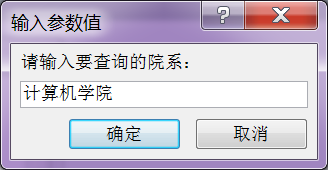 输入参数值
请输入要查询的院系：
计算机学院
确定
取消